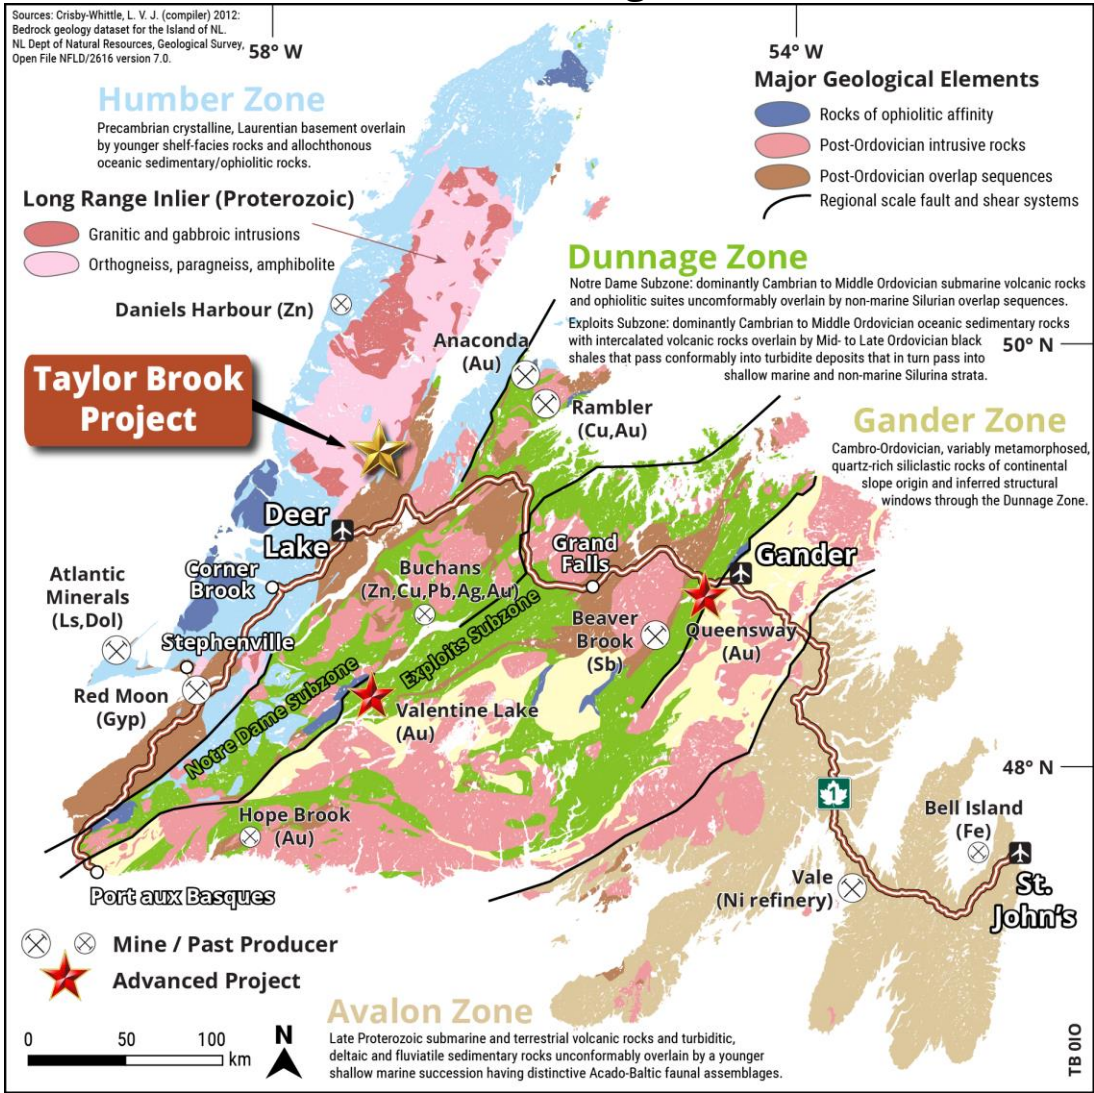 Sources: Crisby-Whittle, L. V. J. (compiler) 2012:
Bedrock geology dataset for the Island of NL.
NL Dept of Natural Resources, Geological Survey,
Open File NFLD/2616 version 7.0.
58° W
54° W
Major Geological Elements
Rocks of ophiolitic affinity
Post-Ordovician intrusive rocks
Post-Ordovician overlap sequences
Regional scale fault and shear systems
Humber Zone
Precambrian crystalline, Laurentian basement overlain
by younger shelf-facies rocks and allochthonous
oceanic sedimentary/ophiolitic rocks.
Long Range Inlier (Proterozoic)
Granitic and gabbroic intrusions
Orthogneiss, paragneiss, amphibolite
Dunnage Zone
Notre Dame Subzone: dominantly Cambrian to Middle Ordovician submarine volcanic rocks
and ophiolitic suites uncomformably overlain by non-marine Silurian overlap sequences.
Exploits Subzone: dominantly Cambrian to Middle Ordovician oceanic sedimentary rocks
with intercalated volcanic rocks overlain by Mid- to Late Ordovician black
shales that pass conformably into turbidite deposits that in turn pass into
shallow marine and non-marine Silurina strata.
50° N
Daniels Harbour (Zn)
Anaconda
(Au)
Taylor Brook
Project
Rambler
(Cu,Au)
Gander Zone
Cambro-Ordovician, variably metamorphosed,
quartz-rich siliclastic rocks of continental
slope origin and inferred structural
windows through the Dunnage Zone.
Deer
Lake
Grand
Falls
Gander
Corner
Brook
Buchans
(Zn,Cu,Pb,Ag,Au)
Atlantic
Minerals
(Ls,Dol)
Stephenville
Exploits Subzone
Beaver
Brook
(Sb)
Queensway
(Au)
Red Moon
(Gyp)
Notre Dame Subzone
Valentine Lake
(Au)
48° N
1
Hope Brook
(Au)
Bell Island
(Fe)
Port aux Basques
Vale
(Ni refinery)
St.
John's
Mine / Past Producer
Advanced Project
Avalon Zone
Late Proterozoic submarine and terrestrial volcanic rocks and turbiditic,
deltaic and fluviatile sedimentary rocks unconformably overlain by a younger
shallow marine succession having distinctive Acado-Baltic faunal assemblages.
0 50 100
km
N
TB 010